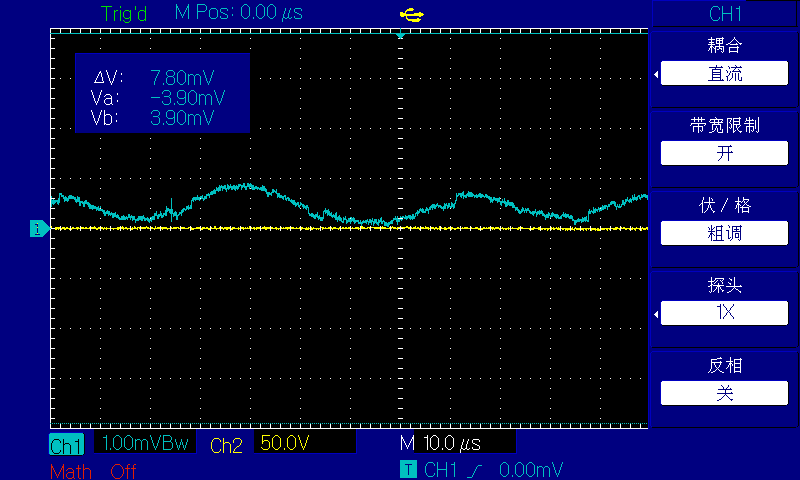 Trig'd M Pos: 0.00 μs CH1
ΔV: 7.80mV
Va: -3.90mV
Vb: 3.90mV
耦合
直流
带宽限制
开
伏/格
粗调
探头
1X
反相
关
1
Ch1 1.00mVBw Ch2 50.0V M 10.0 μs
Math Off T CH1 0.00mV